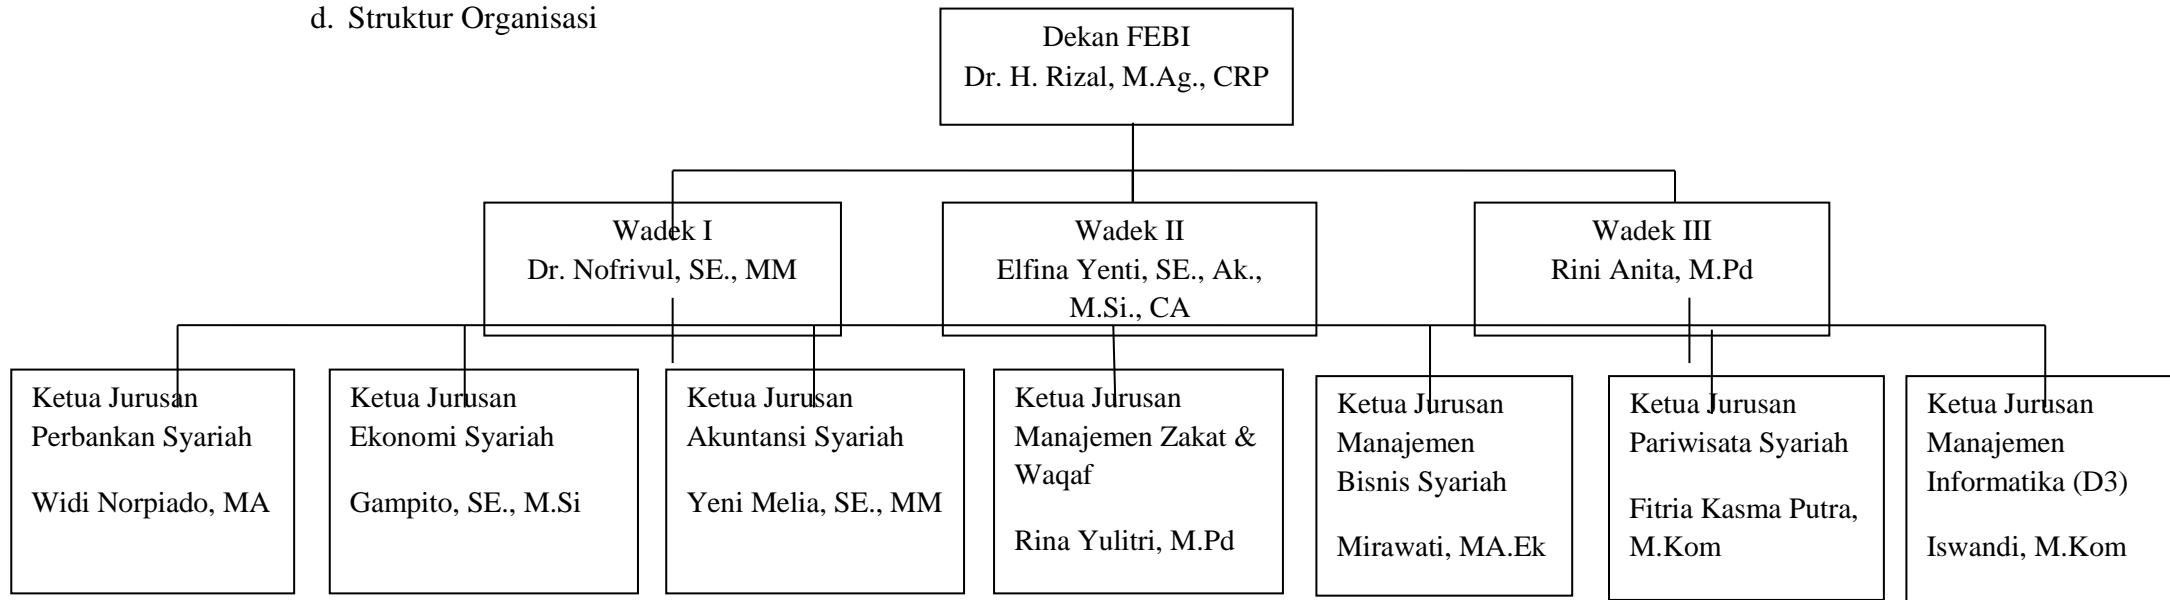 d. Struktur Organisasi
Dekan FEBI
Dr. H. Rizal, M.Ag., CRP
Wadek I
Dr. Nofrivul, SE., MM
Wadek II
Elfina Yenti, SE., Ak.,
M.Si., CA
Wadek III
Rini Anita, M.Pd
Ketua Jurusan
Perbankan Syariah
Widi Norpiado, MA
Ketua Jurusan
Ekonomi Syariah
Gampito, SE., M.Si
Ketua Jurusan
Akuntansi Syariah
Yeni Melia, SE., MM
Ketua Jurusan
Manajemen Zakat &
Waqaf
Rina Yulitri, M.Pd
Ketua Jurusan
Manajemen
Bisnis Syariah
Mirawati, MA.Ek
Ketua Jurusan
Pariwisata Syariah
Fitria Kasma Putra,
M.Kom
Ketua Jurusan
Manajemen
Informatika (D3)
Iswandi, M.Kom